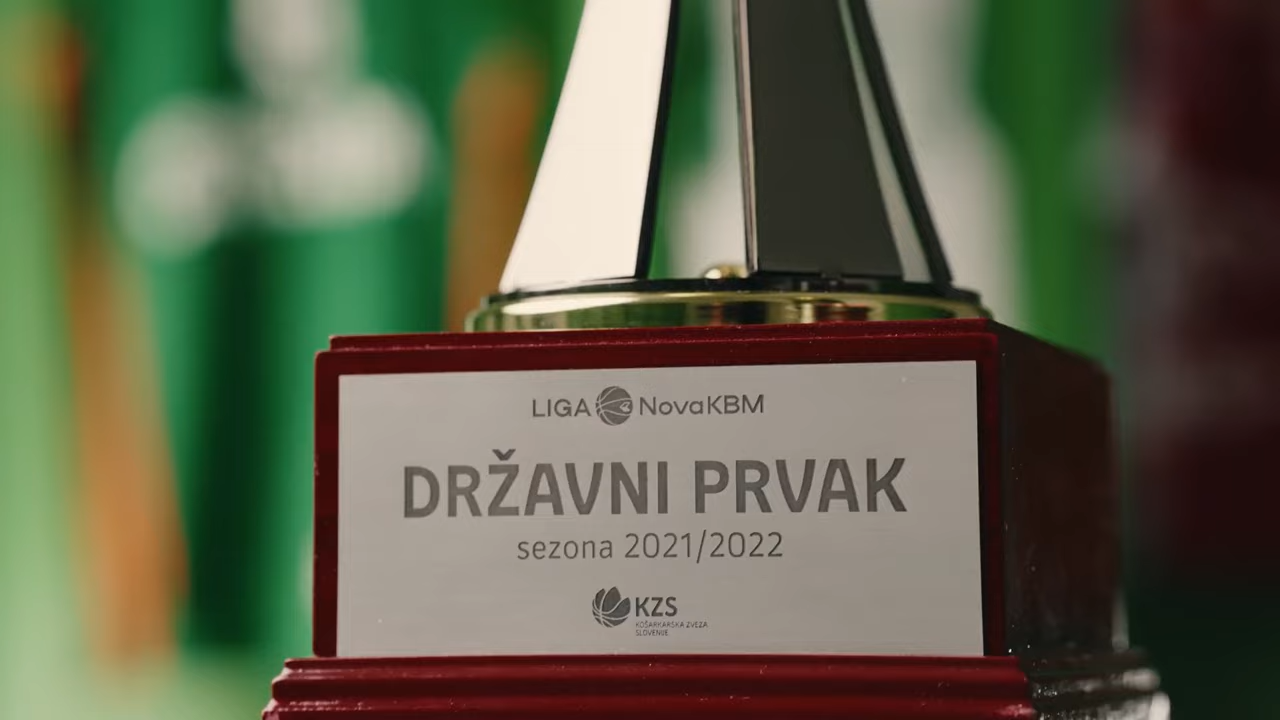 LIGA NovaKBM
DRŽAVNI PRVAK
sezona 2021/2022
KZS
KOŠARKARSKA ZVEZA
SLOVENIJE